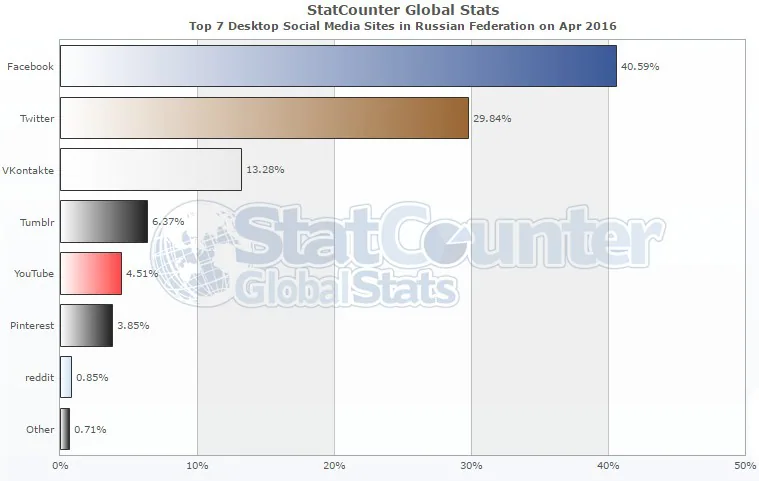 StatCounter Global Stats
Top 7 Desktop Social Media Sites in Russian Federation on Apr 2016
Facebook 40.59%
Twitter 29.84%
VKontakte 13.28%
Tumblr 6.37%
YouTube 4.51%
Pinterest 3.85%
reddit 0.85%
Other 0.71%
0% 10% 20% 30% 40% 50%
StatCounter
GlobalStats